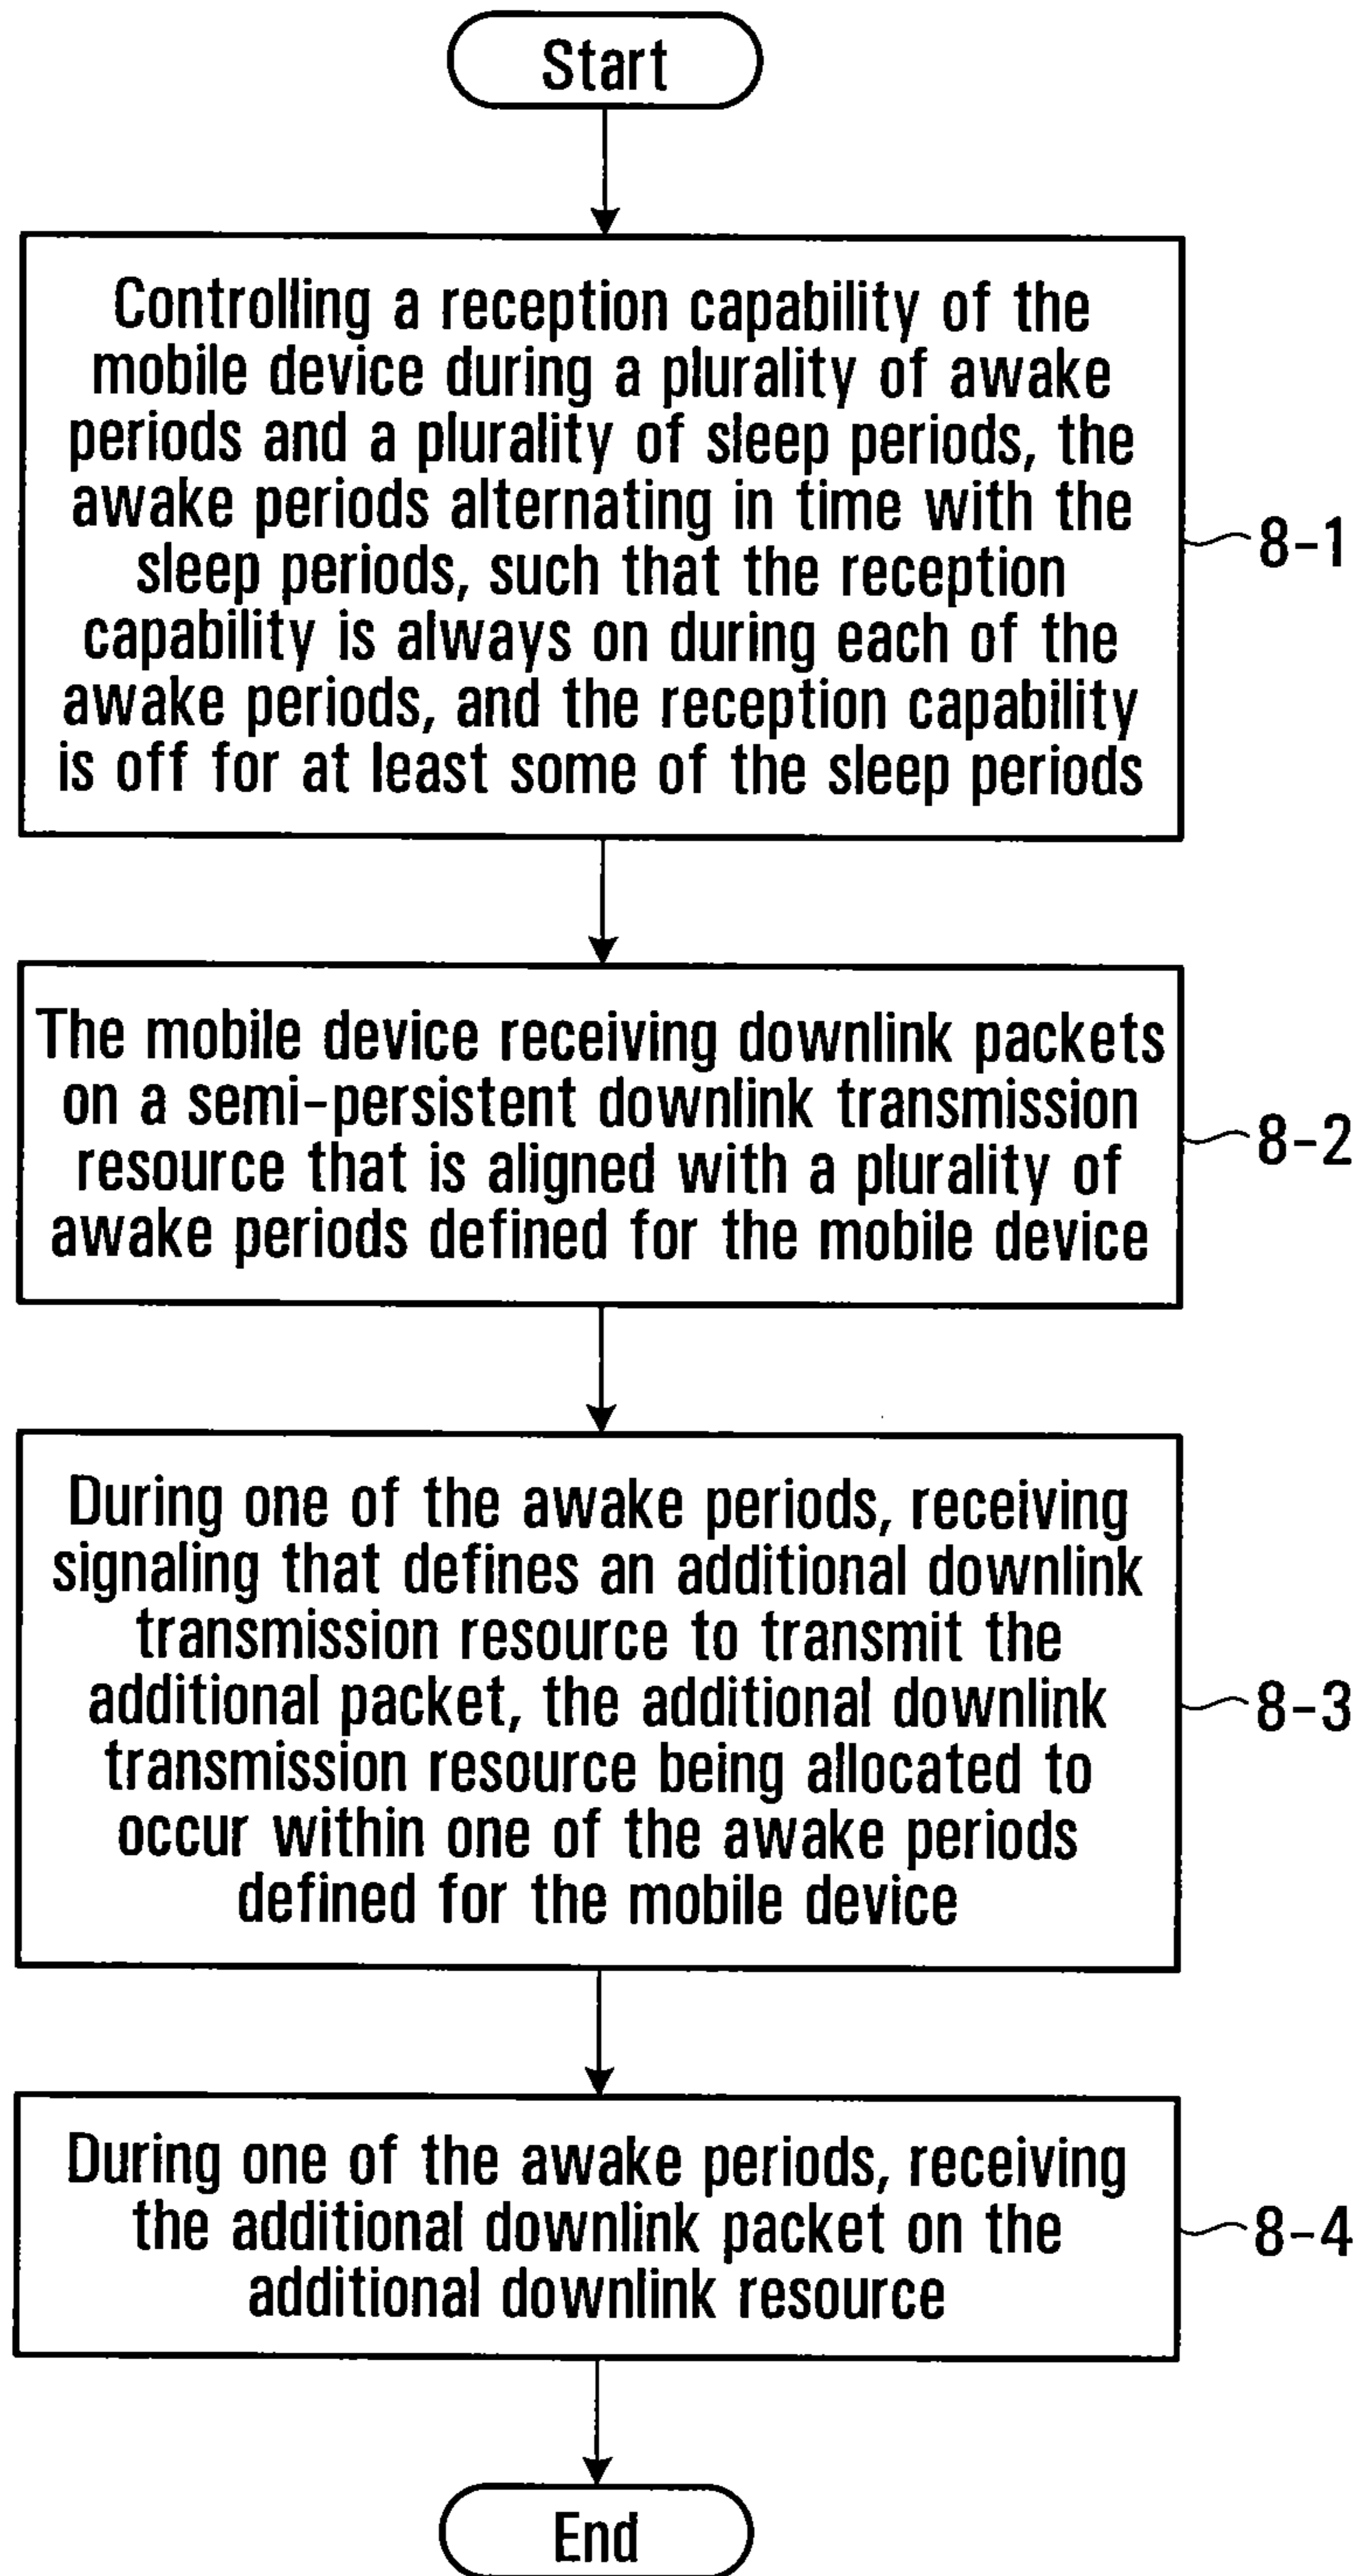 Start
Controlling a reception capability of the
mobile device during a plurality of awake
periods and a plurality of sleep periods, the
awake periods alternating in time with the
sleep periods, such that the reception
capability is always on during each of the
awake periods, and the reception capability
is off for at least some of the sleep periods
8-1
The mobile device receiving downlink packets
on a semi-persistent downlink transmission
resource that is aligned with a plurality of
awake periods defined for the mobile device
8-2
During one of the awake periods, receiving
signaling that defines an additional downlink
transmission resource to transmit the
additional packet, the additional downlink
transmission resource being allocated to
occur within one of the awake periods
defined for the mobile device
8-3
During one of the awake periods, receiving
the additional downlink packet on the
additional downlink resource
8-4
End